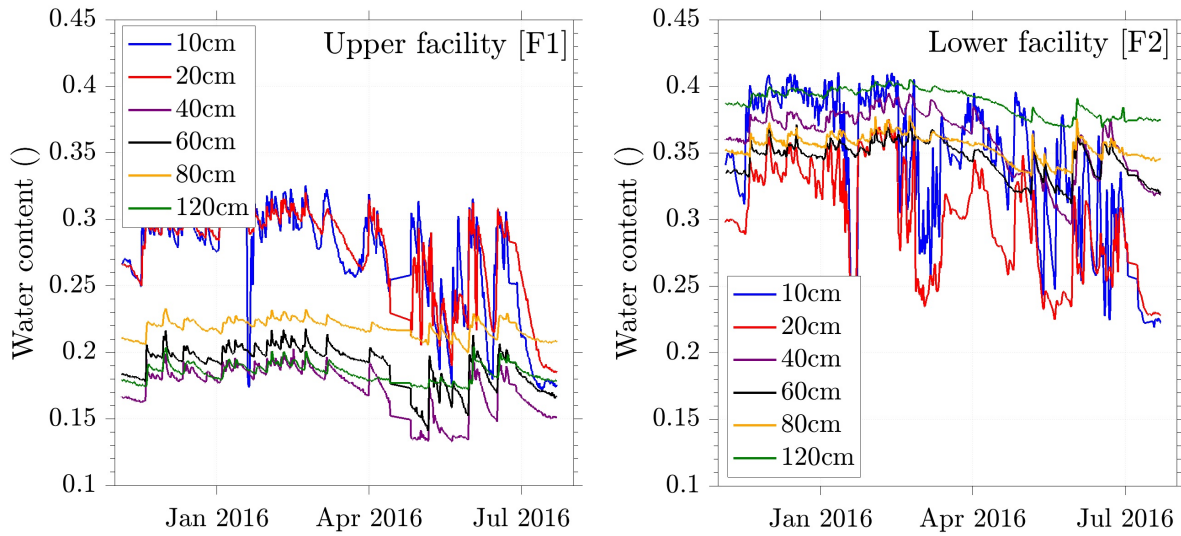 Upper facility [F1]
Water content ()
0.45
0.4
0.35
0.3
0.25
0.2
0.15
0.1
10cm
20cm
40cm
60cm
80cm
120cm
Jan 2016
Apr 2016
Jul 2016
Lower facility [F2]
Water content ()
0.45
0.4
0.35
0.3
0.25
0.2
0.15
0.1
10cm
20cm
40cm
60cm
80cm
120cm
Jan 2016
Apr 2016
Jul 2016